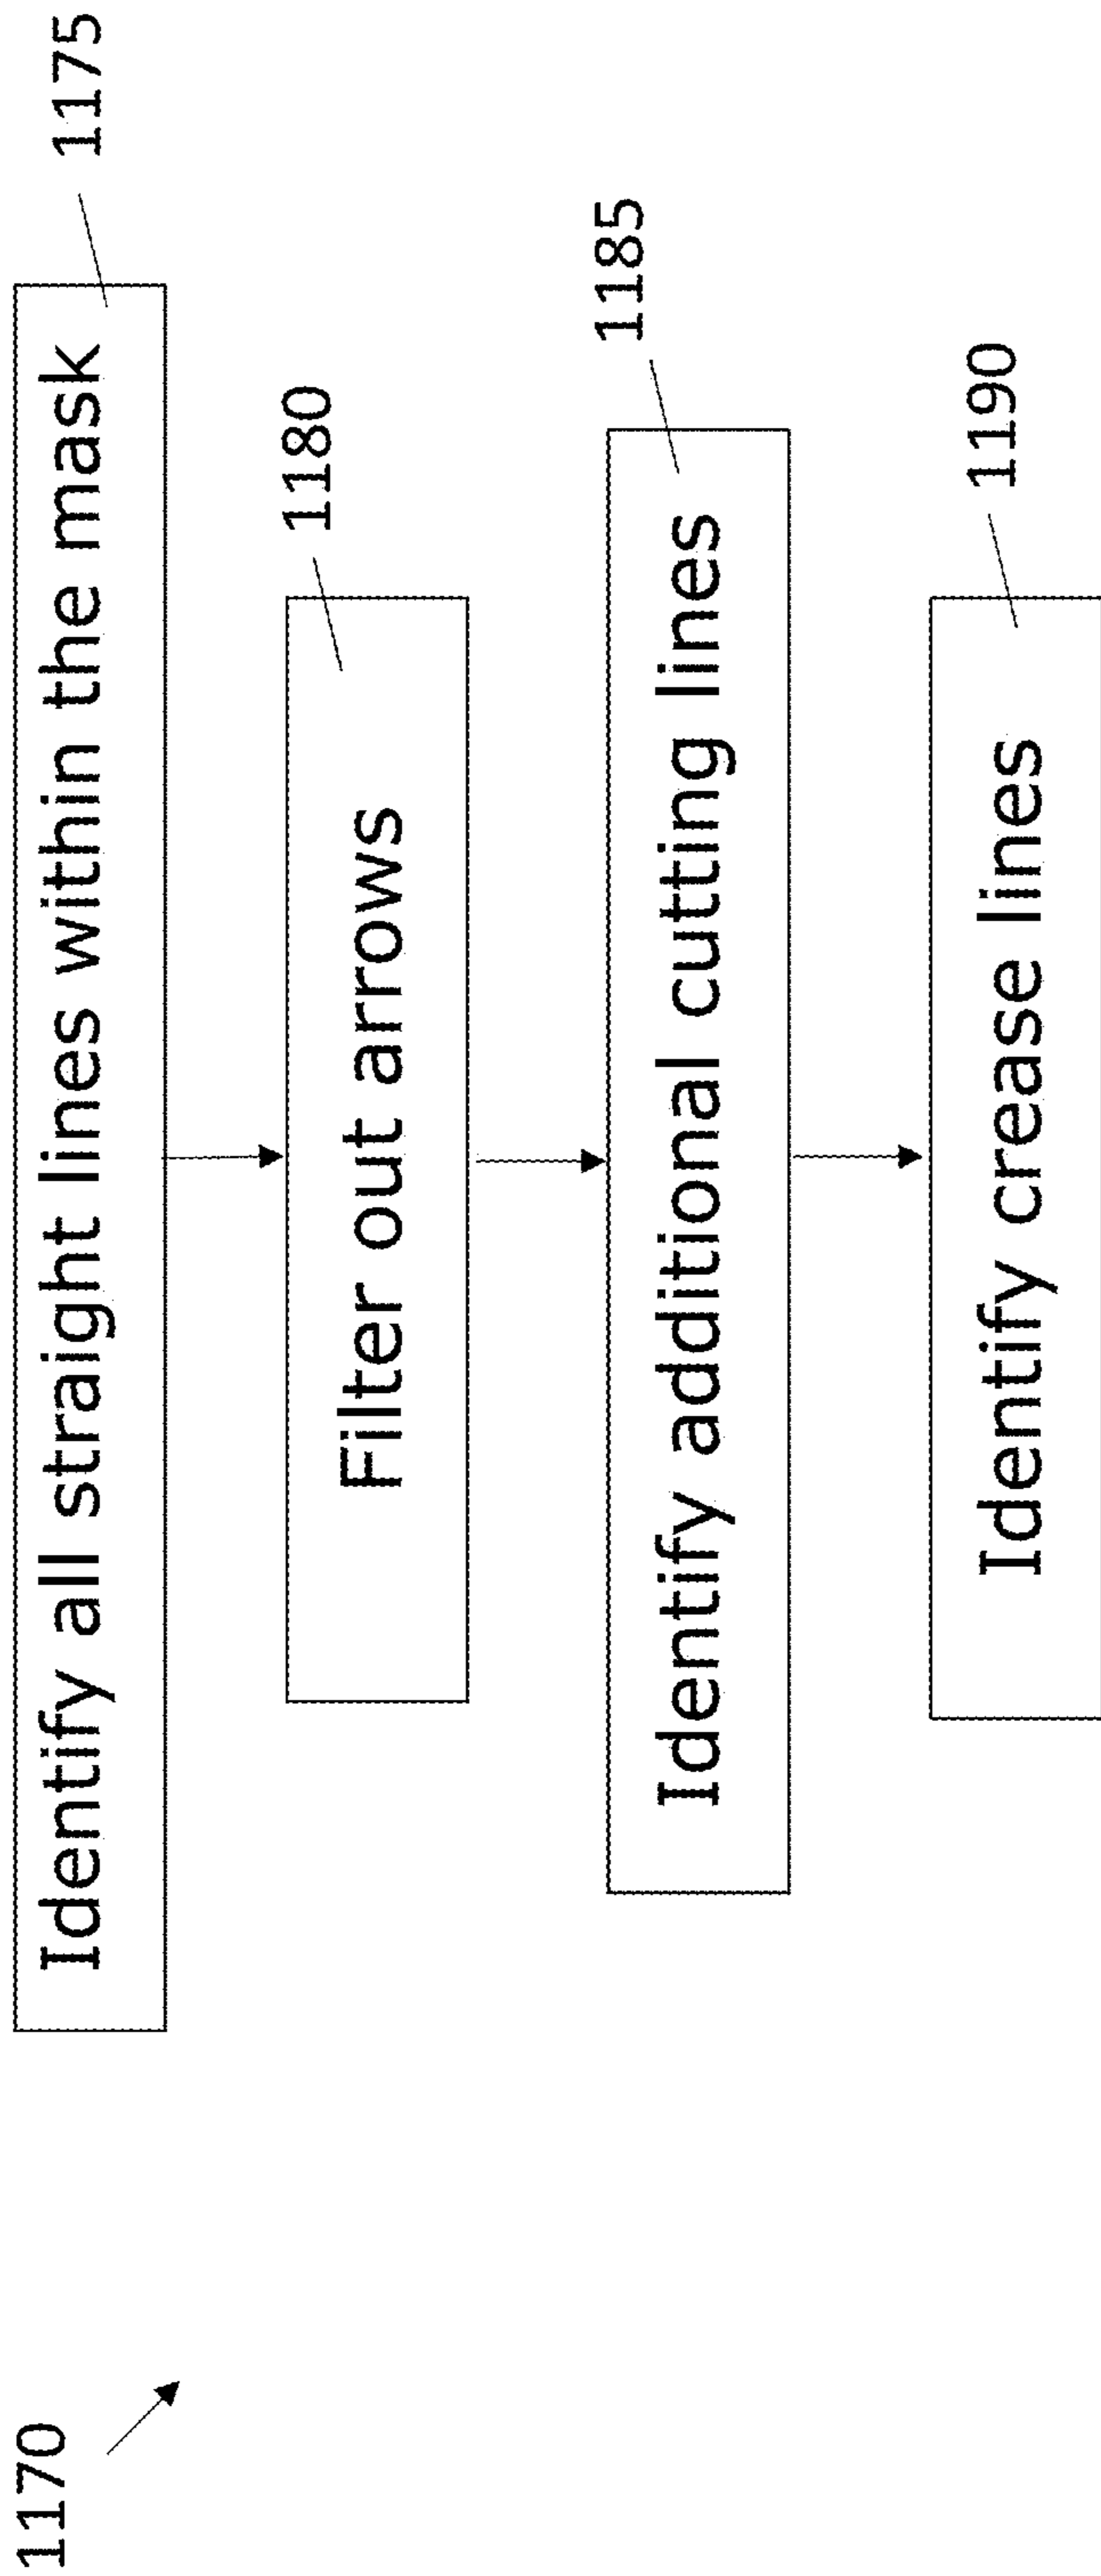 1170
Identify all straight lines within the mask
1175
Filter out arrows
1180
Identify additional cutting lines
1185
Identify crease lines
1190